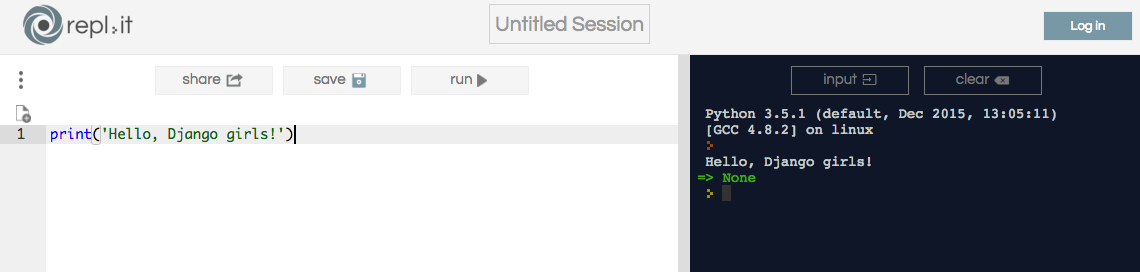 repl.it
Untitled Session
Log in
share
save
run
input
clear
1 print('Hello, Django girls!')
Python 3.5.1 (default, Dec 2015, 13:05:11)
[GCC 4.8.2] on linux
Hello, Django girls!
=> None